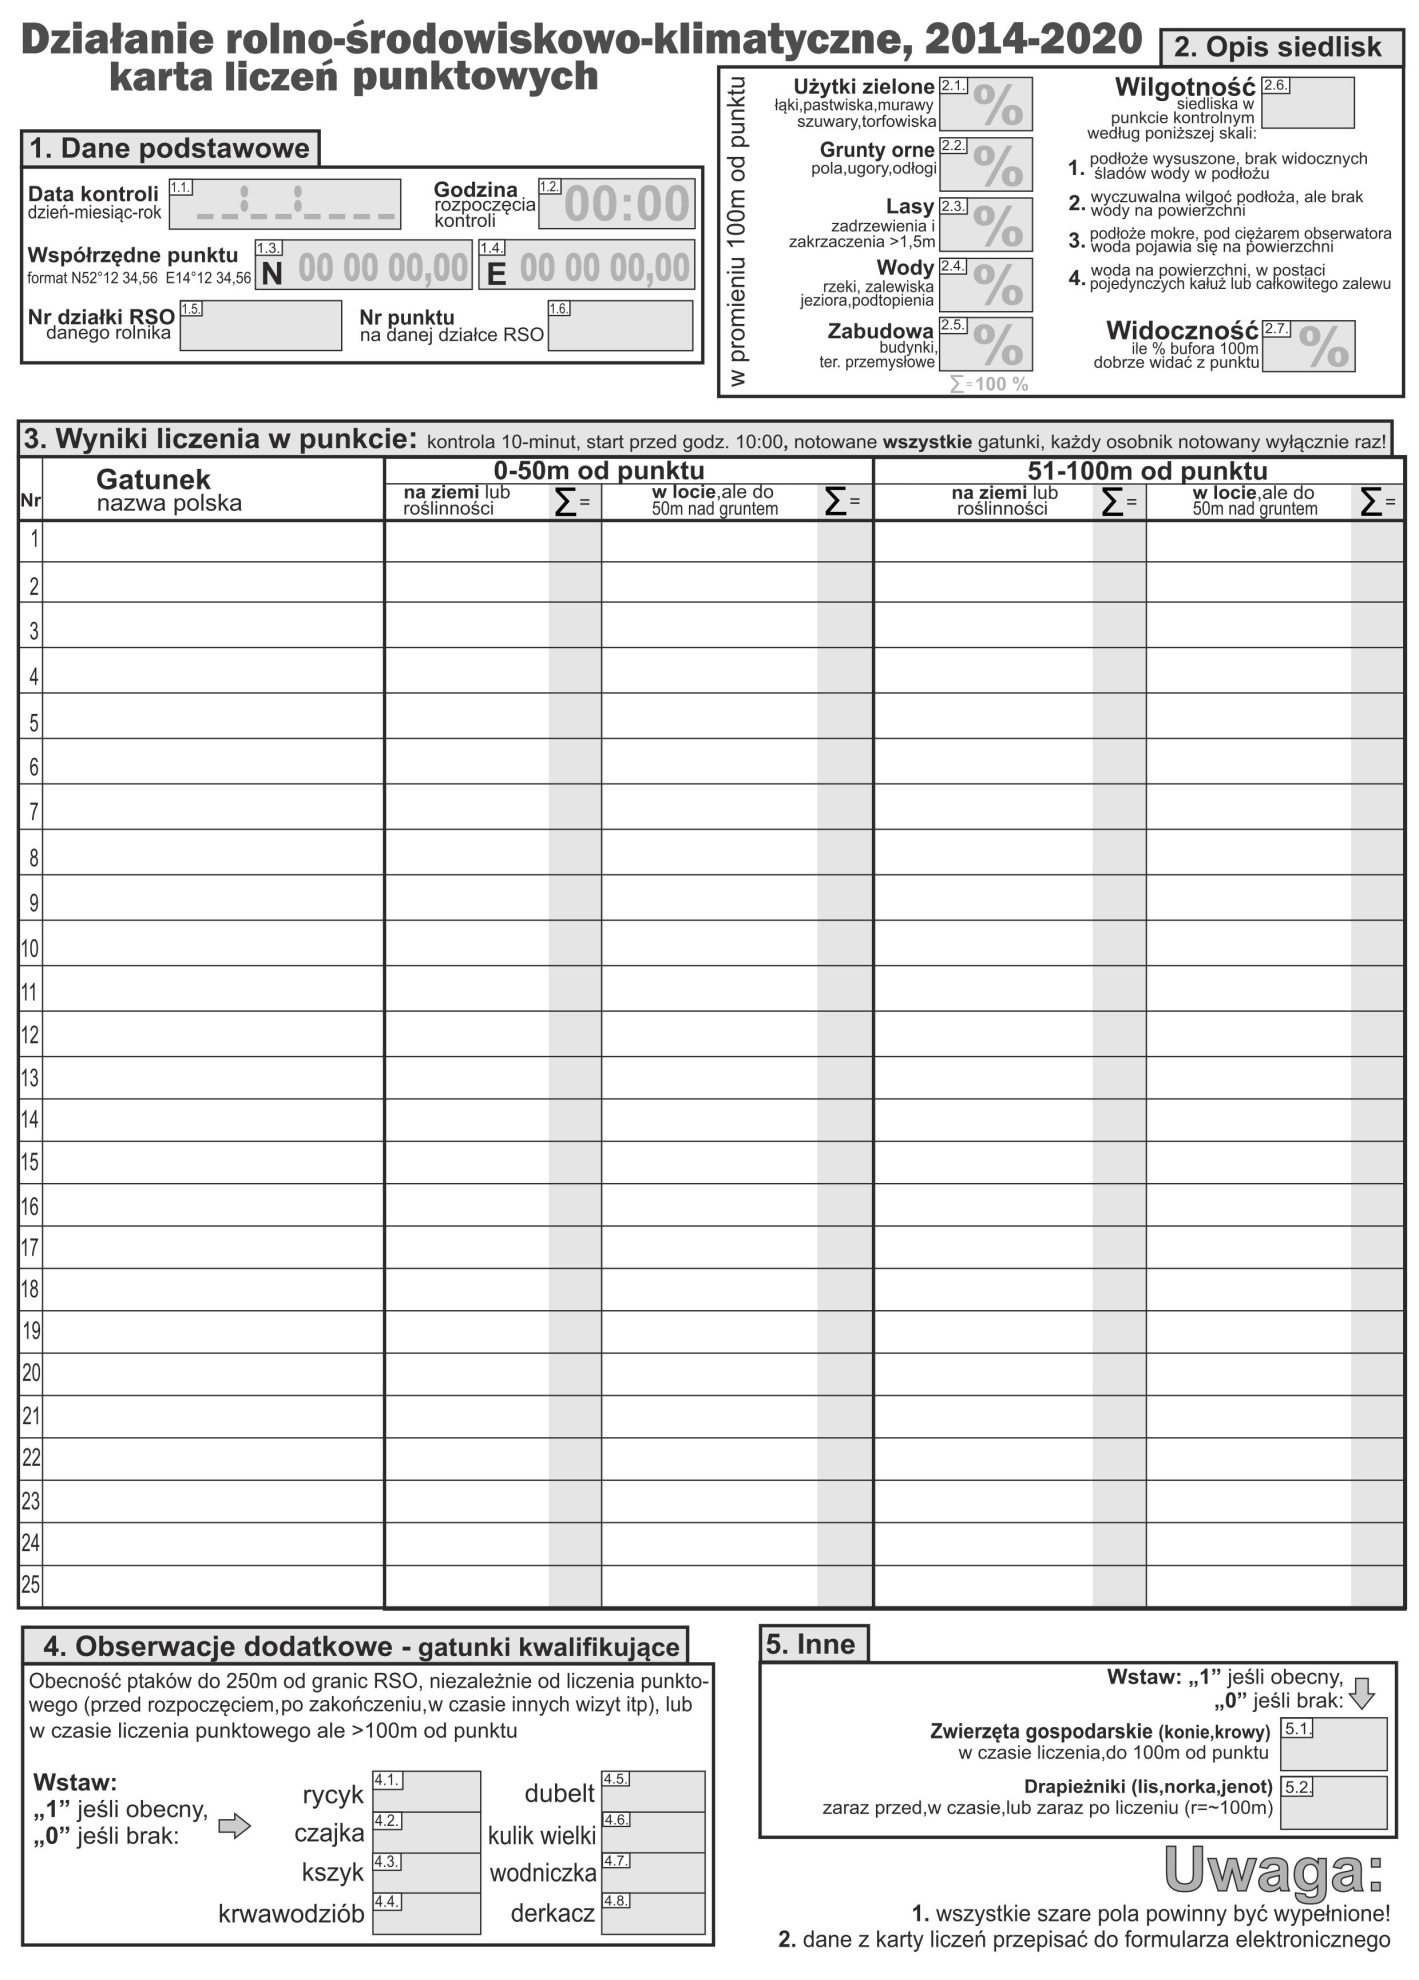 Działanie rolno-środowiskowo-klimatyczne, 2014-2020
karta liczeń punktowych
1. Dane podstawowe
Data kontroli
dzień-miesiąc-rok
1.1.
_ _ : _ _ : _ _ _ _
Godzina
rozpoczęcia
kontroli
1.2.
00:00
Współrzędne punktu
format N52°12 34,56 E14°12 34,56
1.3.
N 00 00 00,00
1.4.
E 00 00 00,00
Nr działki RSO
danego rolnika
1.5.
Nr punktu
na danej działce RSO
1.6.
2. Opis siedlisk
w promieniu 100m od punktu
Użytki zielone
łąki,pastwiska,murawy
szuwary,torfowiska
2.1.
%
Grunty orne
pola,ugory,odłogi
2.2.
%
Lasy
zadrzewienia i
zakrzaczenia >1,5m
2.3.
%
Wody
rzeki, zalewiska
jeziora,podtopienia
2.4.
%
Zabudowa
budynki,
ter. przemysłowe
2.5.
%
Σ=100 %
Wilgotność
siedliska w
punkcie kontrolnym
według poniższej skali:
2.6.
1. podłoże wysuszone, brak widocznych
śladów wody w podłożu
2. wyczuwalna wilgoć podłoża, ale brak
wody na powierzchni
3. podłoże mokre, pod ciężarem obserwatora
woda pojawia się na powierzchni
4. woda na powierzchni, w postaci
pojedynczych kałuż lub całkowitego zalewu
Widoczność
ile % bufora 100m
dobrze widać z punktu
2.7.
%
3. Wyniki liczenia w punkcie: kontrola 10-minut, start przed godz. 10:00, notowane wszystkie gatunki, każdy osobnik notowany wyłącznie raz!
Nr
Gatunek
nazwa polska
0-50m od punktu
na ziemi lub
roślinności
Σ=
w locie,ale do
50m nad gruntem
Σ=
51-100m od punktu
na ziemi lub
roślinności
Σ=
w locie,ale do
50m nad gruntem
Σ=
1
2
3
4
5
6
7
8
9
10
11
12
13
14
15
16
17
18
19
20
21
22
23
24
25
4. Obserwacje dodatkowe - gatunki kwalifikujące
Obecność ptaków do 250m od granic RSO, niezależnie od liczenia punkto-
wego (przed rozpoczęciem,po zakończeniu,w czasie innych wizyt itp), lub
w czasie liczenia punktowego ale >100m od punktu
Wstaw:
„1” jeśli obecny,
„0” jeśli brak:
rycyk 4.1.
czajka 4.2.
kszyk 4.3.
krwawodziób 4.4.
dubelt 4.5.
kulik wielki 4.6.
wodniczka 4.7.
derkacz 4.8.
5. Inne
Wstaw: „1” jeśli obecny,
„0” jeśli brak:
Zwierzęta gospodarskie (konie,krowy)
w czasie liczenia,do 100m od punktu
5.1.
Drapieżniki (lis,norka,jenot)
zaraz przed,w czasie,lub zaraz po liczeniu (r=~100m)
5.2.
Uwaga:
1. wszystkie szare pola powinny być wypełnione!
2. dane z karty liczeń przepisać do formularza elektronicznego